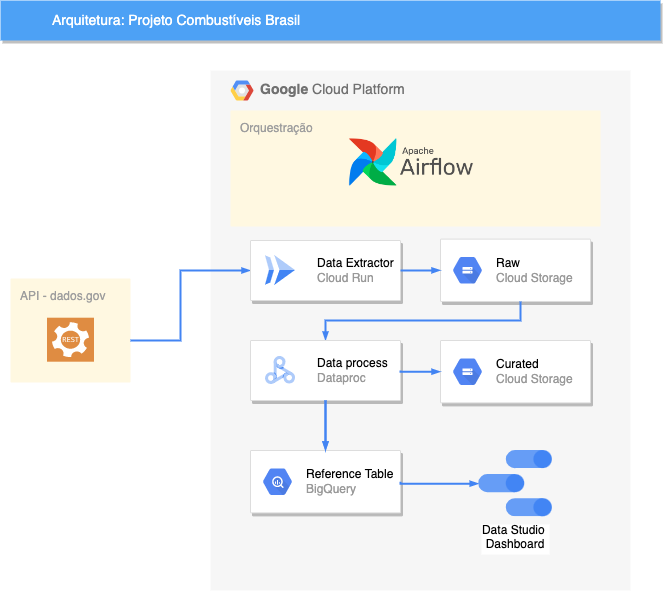 Arquitetura: Projeto Combustíveis Brasil
Google Cloud Platform
Orquestração
Apache
Airflow
Data Extractor
Cloud Run
Raw
Cloud Storage
API - dados.gov
REST
Data process
Dataproc
Curated
Cloud Storage
Reference Table
BigQuery
Data Studio
Dashboard